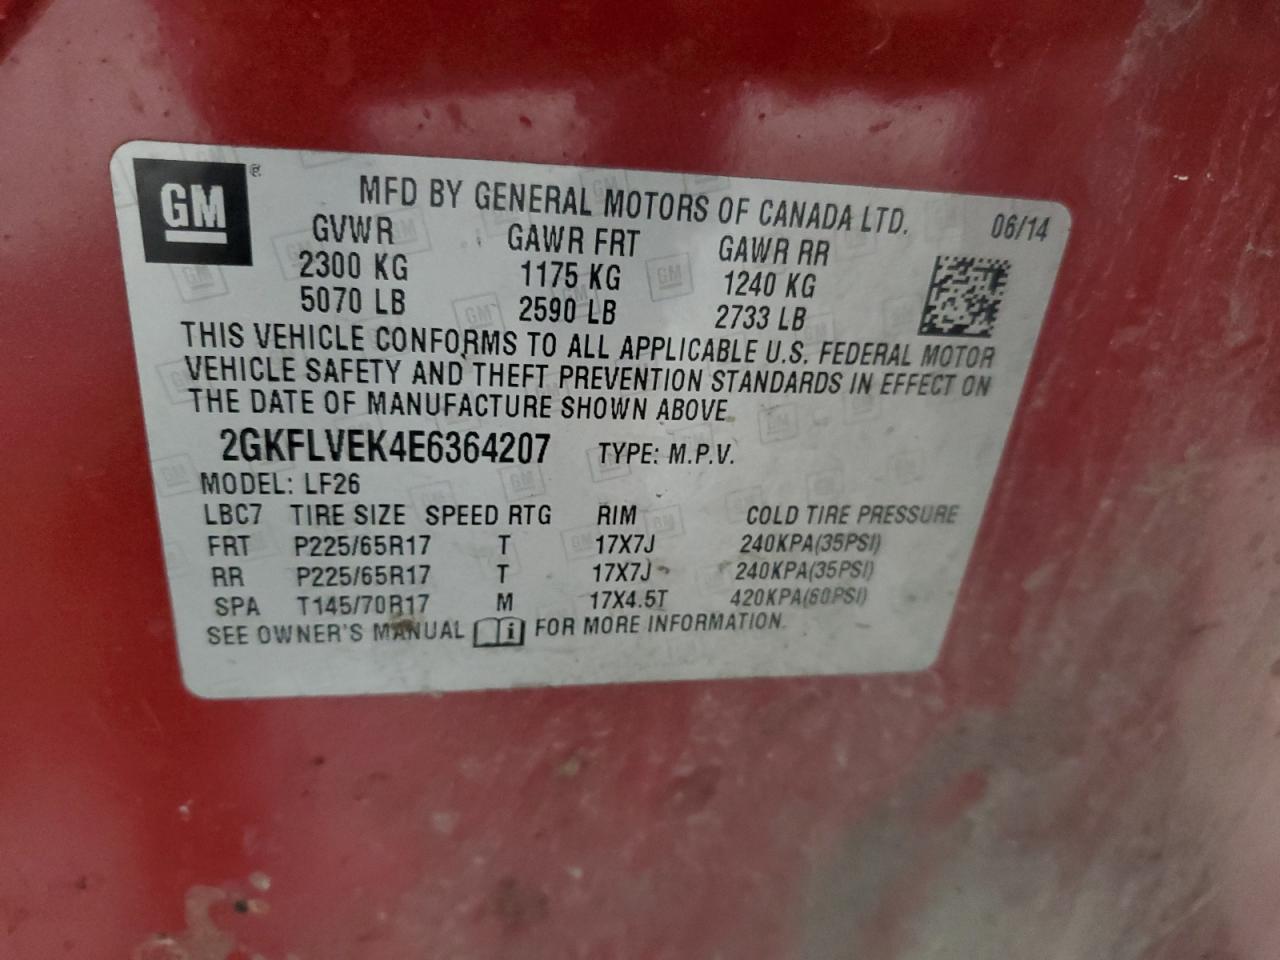 GM ®
MFD BY GENERAL MOTORS OF CANADA LTD. 06/14
GVWR GAWR FRT GAWR RR
2300 KG 1175 KG 1240 KG
5070 LB 2590 LB 2733 LB
THIS VEHICLE CONFORMS TO ALL APPLICABLE U.S. FEDERAL MOTOR
VEHICLE SAFETY AND THEFT PREVENTION STANDARDS IN EFFECT ON
THE DATE OF MANUFACTURE SHOWN ABOVE.
2GKFLVEK4E6364207 TYPE: M.P.V.
MODEL: LF26
LBC7 TIRE SIZE SPEED RTG RIM COLD TIRE PRESSURE
FRT P225/65R17 T 17X7J 240KPA(35PSI)
RR P225/65R17 T 17X7J 240KPA(35PSI)
SPA T145/70R17 M 17X4.5T 420KPA(60PSI)
SEE OWNER'S MANUAL i FOR MORE INFORMATION.